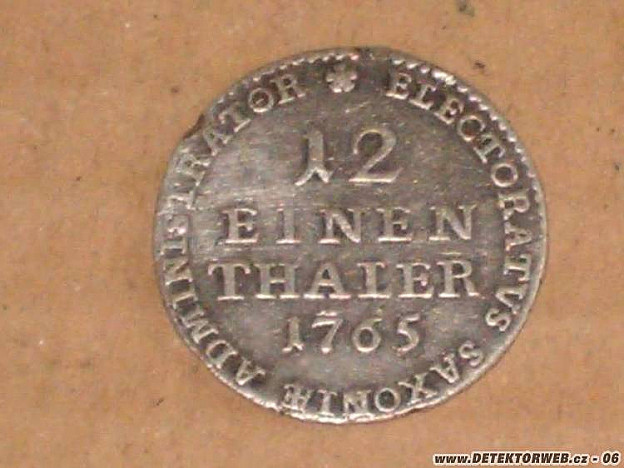 ✽ ELECTORATUS SAXONIÆ ADMINISTRATOR
12
EINEN
THALER
1765
www.DETEKTORWEB.cz - 06